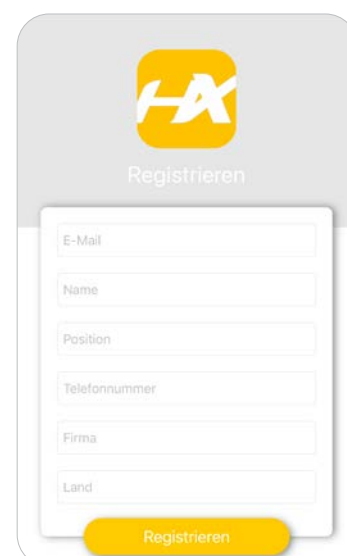 HX
Registrieren
E-Mail
Name
Position
Telefonnummer
Firma
Land
Registrieren